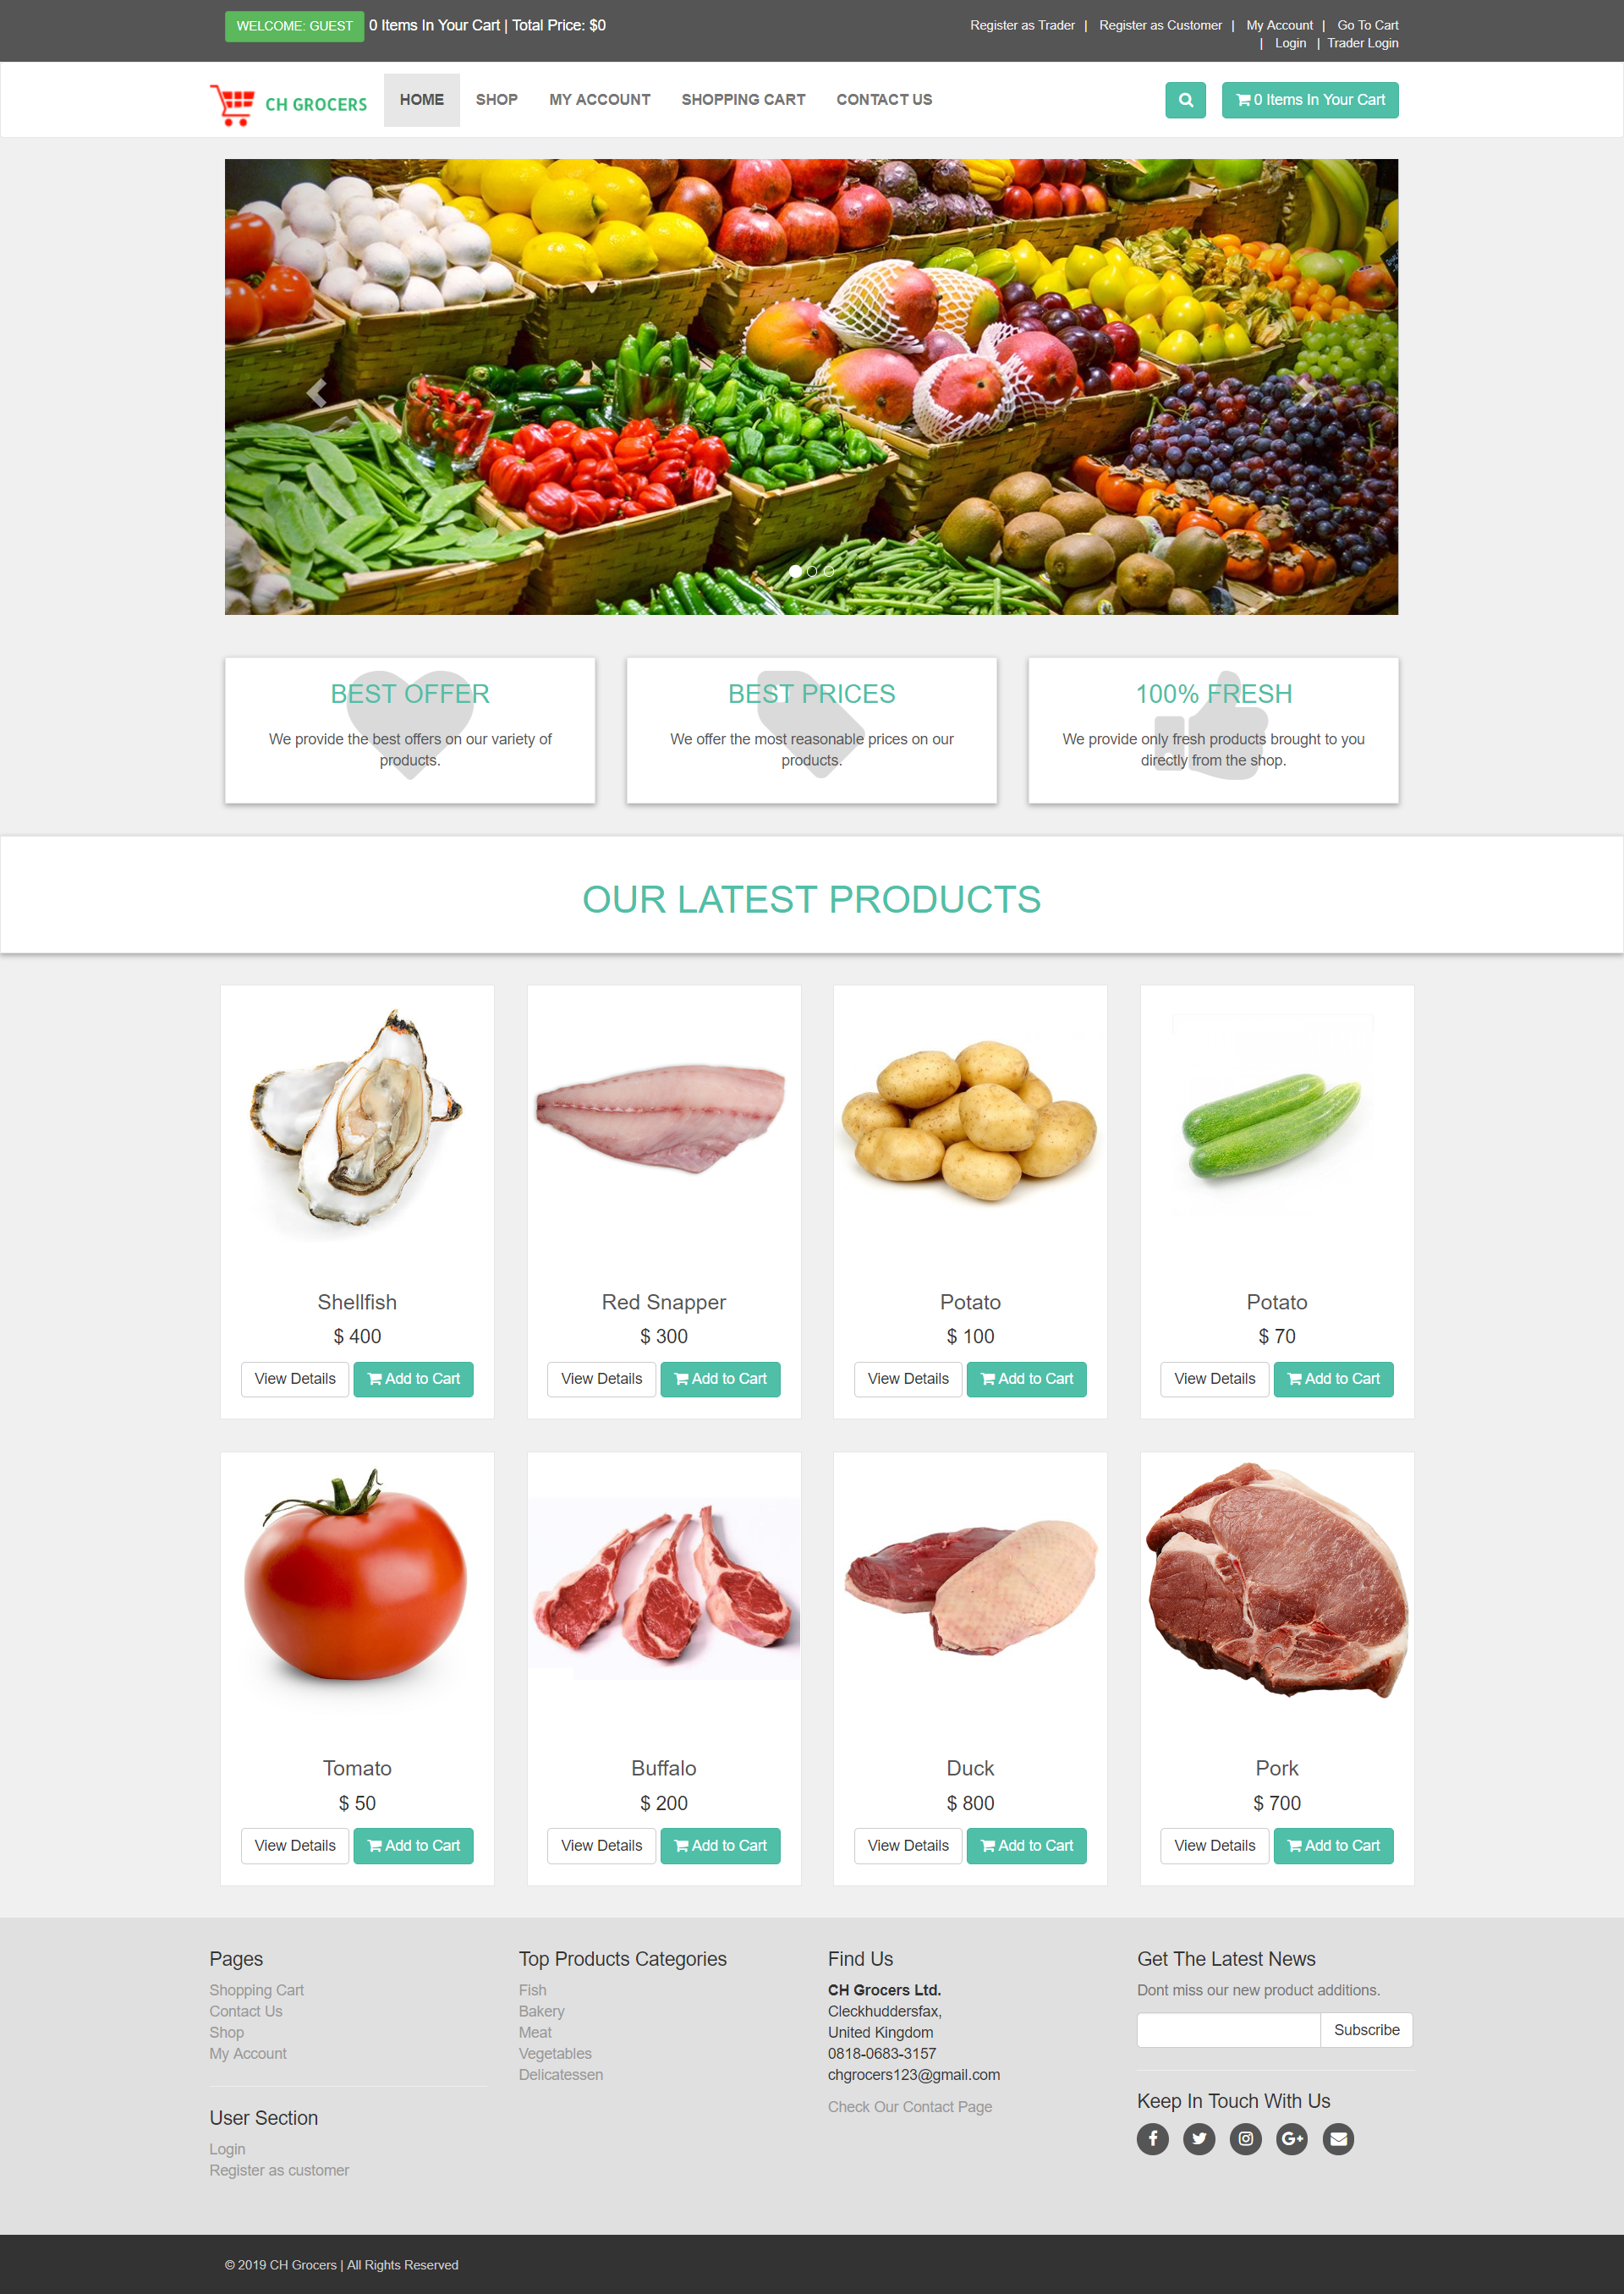 WELCOME: GUEST 0 Items In Your Cart | Total Price: $0
Register as Trader | Register as Customer | My Account | Go To Cart
| Login | Trader Login
CH GROCERS HOME SHOP MY ACCOUNT SHOPPING CART CONTACT US 0 Items In Your Cart
BEST OFFER
We provide the best offers on our variety of
products.
BEST PRICES
We offer the most reasonable prices on our
products.
100% FRESH
We provide only fresh products brought to you
directly from the shop.
OUR LATEST PRODUCTS
Shellfish
$ 400
View Details Add to Cart
Red Snapper
$ 300
View Details Add to Cart
Potato
$ 100
View Details Add to Cart
Potato
$ 70
View Details Add to Cart
Tomato
$ 50
View Details Add to Cart
Buffalo
$ 200
View Details Add to Cart
Duck
$ 800
View Details Add to Cart
Pork
$ 700
View Details Add to Cart
Pages
Shopping Cart
Contact Us
Shop
My Account
User Section
Login
Register as customer
Top Products Categories
Fish
Bakery
Meat
Vegetables
Delicatessen
Find Us
CH Grocers Ltd.
Cleckhuddersfax,
United Kingdom
0818-0683-3157
chgrocers123@gmail.com
Check Our Contact Page
Get The Latest News
Dont miss our new product additions.
Subscribe
Keep In Touch With Us
© 2019 CH Grocers | All Rights Reserved